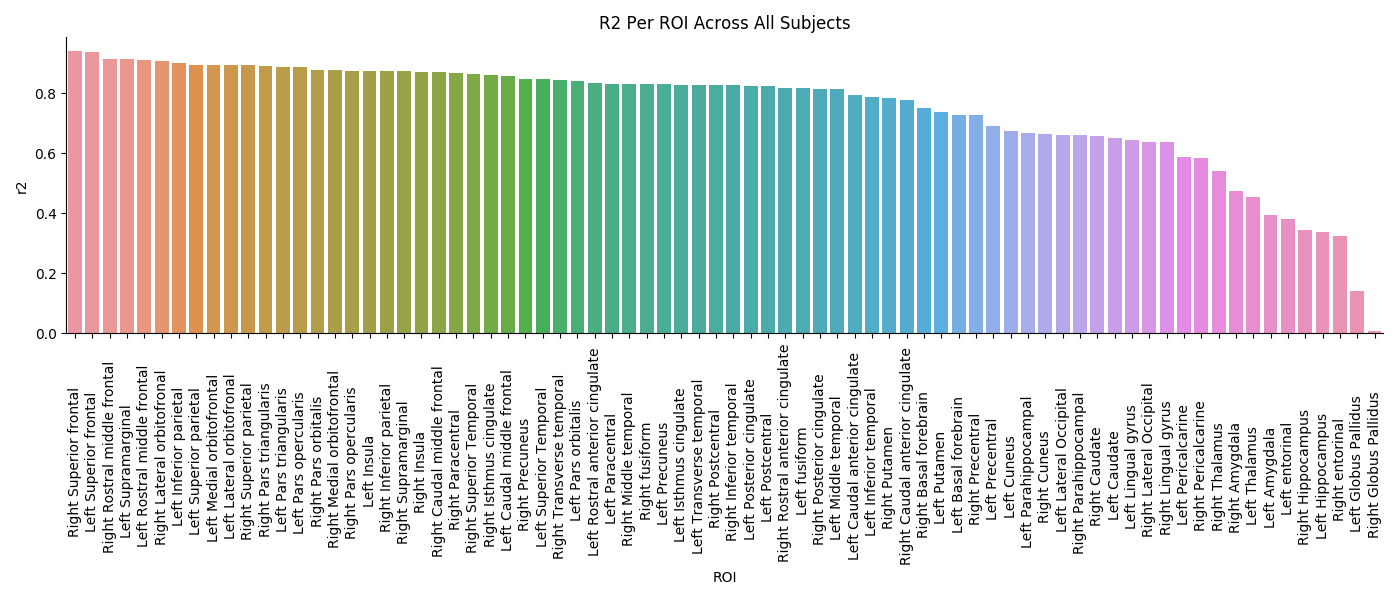 R2 Per ROI Across All Subjects
r2
0.8
0.6
0.4
0.2
0.0
Right Superior frontal
Left Superior frontal
Right Rostral middle frontal
Left Supramarginal
Left Rostral middle frontal
Right Lateral orbitofronal
Left Inferior parietal
Left Superior parietal
Left Medial orbitofrontal
Left Lateral orbitofronal
Right Superior parietal
Right Pars triangularis
Left Pars triangularis
Left Pars opercularis
Right Pars orbitalis
Right Medial orbitofrontal
Right Pars opercularis
Left Insula
Right Inferior parietal
Right Supramarginal
Right Insula
Right Caudal middle frontal
Right Paracentral
Right Superior Temporal
Right Isthmus cingulate
Left Caudal middle frontal
Right Precuneus
Left Superior Temporal
Right Transverse temporal
Left Pars orbitalis
Left Rostral anterior cingulate
Left Paracentral
Right Middle temporal
Right fusiform
Left Precuneus
Left Isthmus cingulate
Left Transverse temporal
Right Postcentral
Right Inferior temporal
Left Posterior cingulate
Left Postcentral
Right Rostral anterior cingulate
Left fusiform
Right Posterior cingulate
Left Middle temporal
Left Caudal anterior cingulate
Left Inferior temporal
Right Putamen
Right Caudal anterior cingulate
Right Basal forebrain
Left Putamen
Left Basal forebrain
Right Precentral
Left Precentral
Left Cuneus
Left Parahippocampal
Right Cuneus
Left Lateral Occipital
Right Parahippocampal
Right Caudate
Left Caudate
Left Lingual gyrus
Right Lateral Occipital
Right Lingual gyrus
Left Pericalcarine
Right Pericalcarine
Right Thalamus
Right Amygdala
Left Thalamus
Left Amygdala
Left entorinal
Right Hippocampus
Left Hippocampus
Right entorinal
Left Globus Pallidus
Right Globus Pallidus
ROI